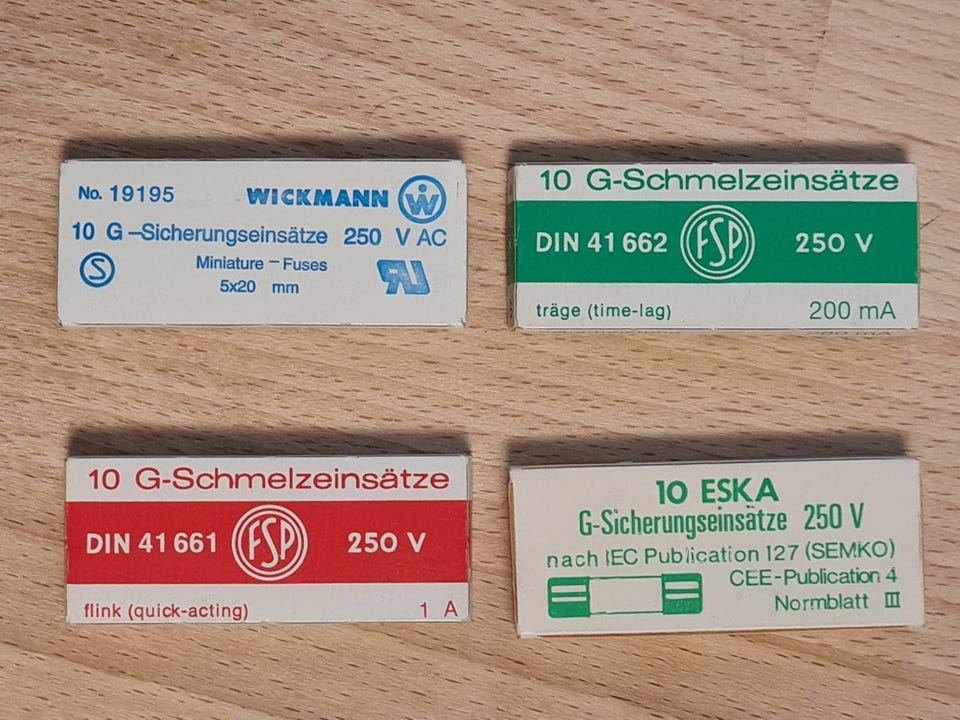 No. 19195 WICKMANN W
10 G-Sicherungseinsätze 250 V AC
S Miniature-Fuses RU
5x20 mm
10 G-Schmelzeinsätze
DIN 41 662 FSP 250 V
träge (time-lag) 200 mA
10 G-Schmelzeinsätze
DIN 41 661 FSP 250 V
flink (quick-acting) 1 A
10 ESKA
G-Sicherungseinsätze 250 V
nach IEC Publication 127 (SEMKO)
CEE-Publication 4
Normblatt III